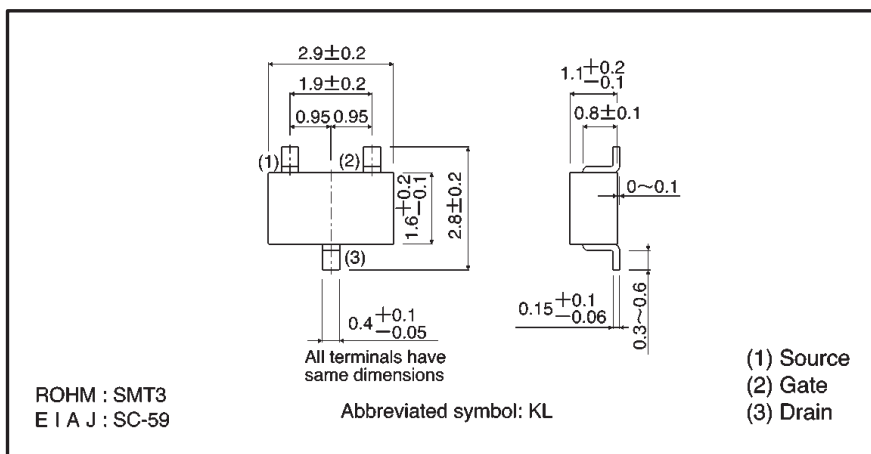 2.9±0.2
1.9±0.2
0.95 0.95
(1) (2)
(3)
1.6 +0.2 −0.1
2.8±0.2
0.4 +0.1 −0.05
All terminals have
same dimensions
1.1 +0.2 −0.1
0.8±0.1
0～0.1
0.15 +0.1 −0.06
0.3～0.6
(1) Source
(2) Gate
(3) Drain
ROHM : SMT3
E I A J : SC-59
Abbreviated symbol: KL